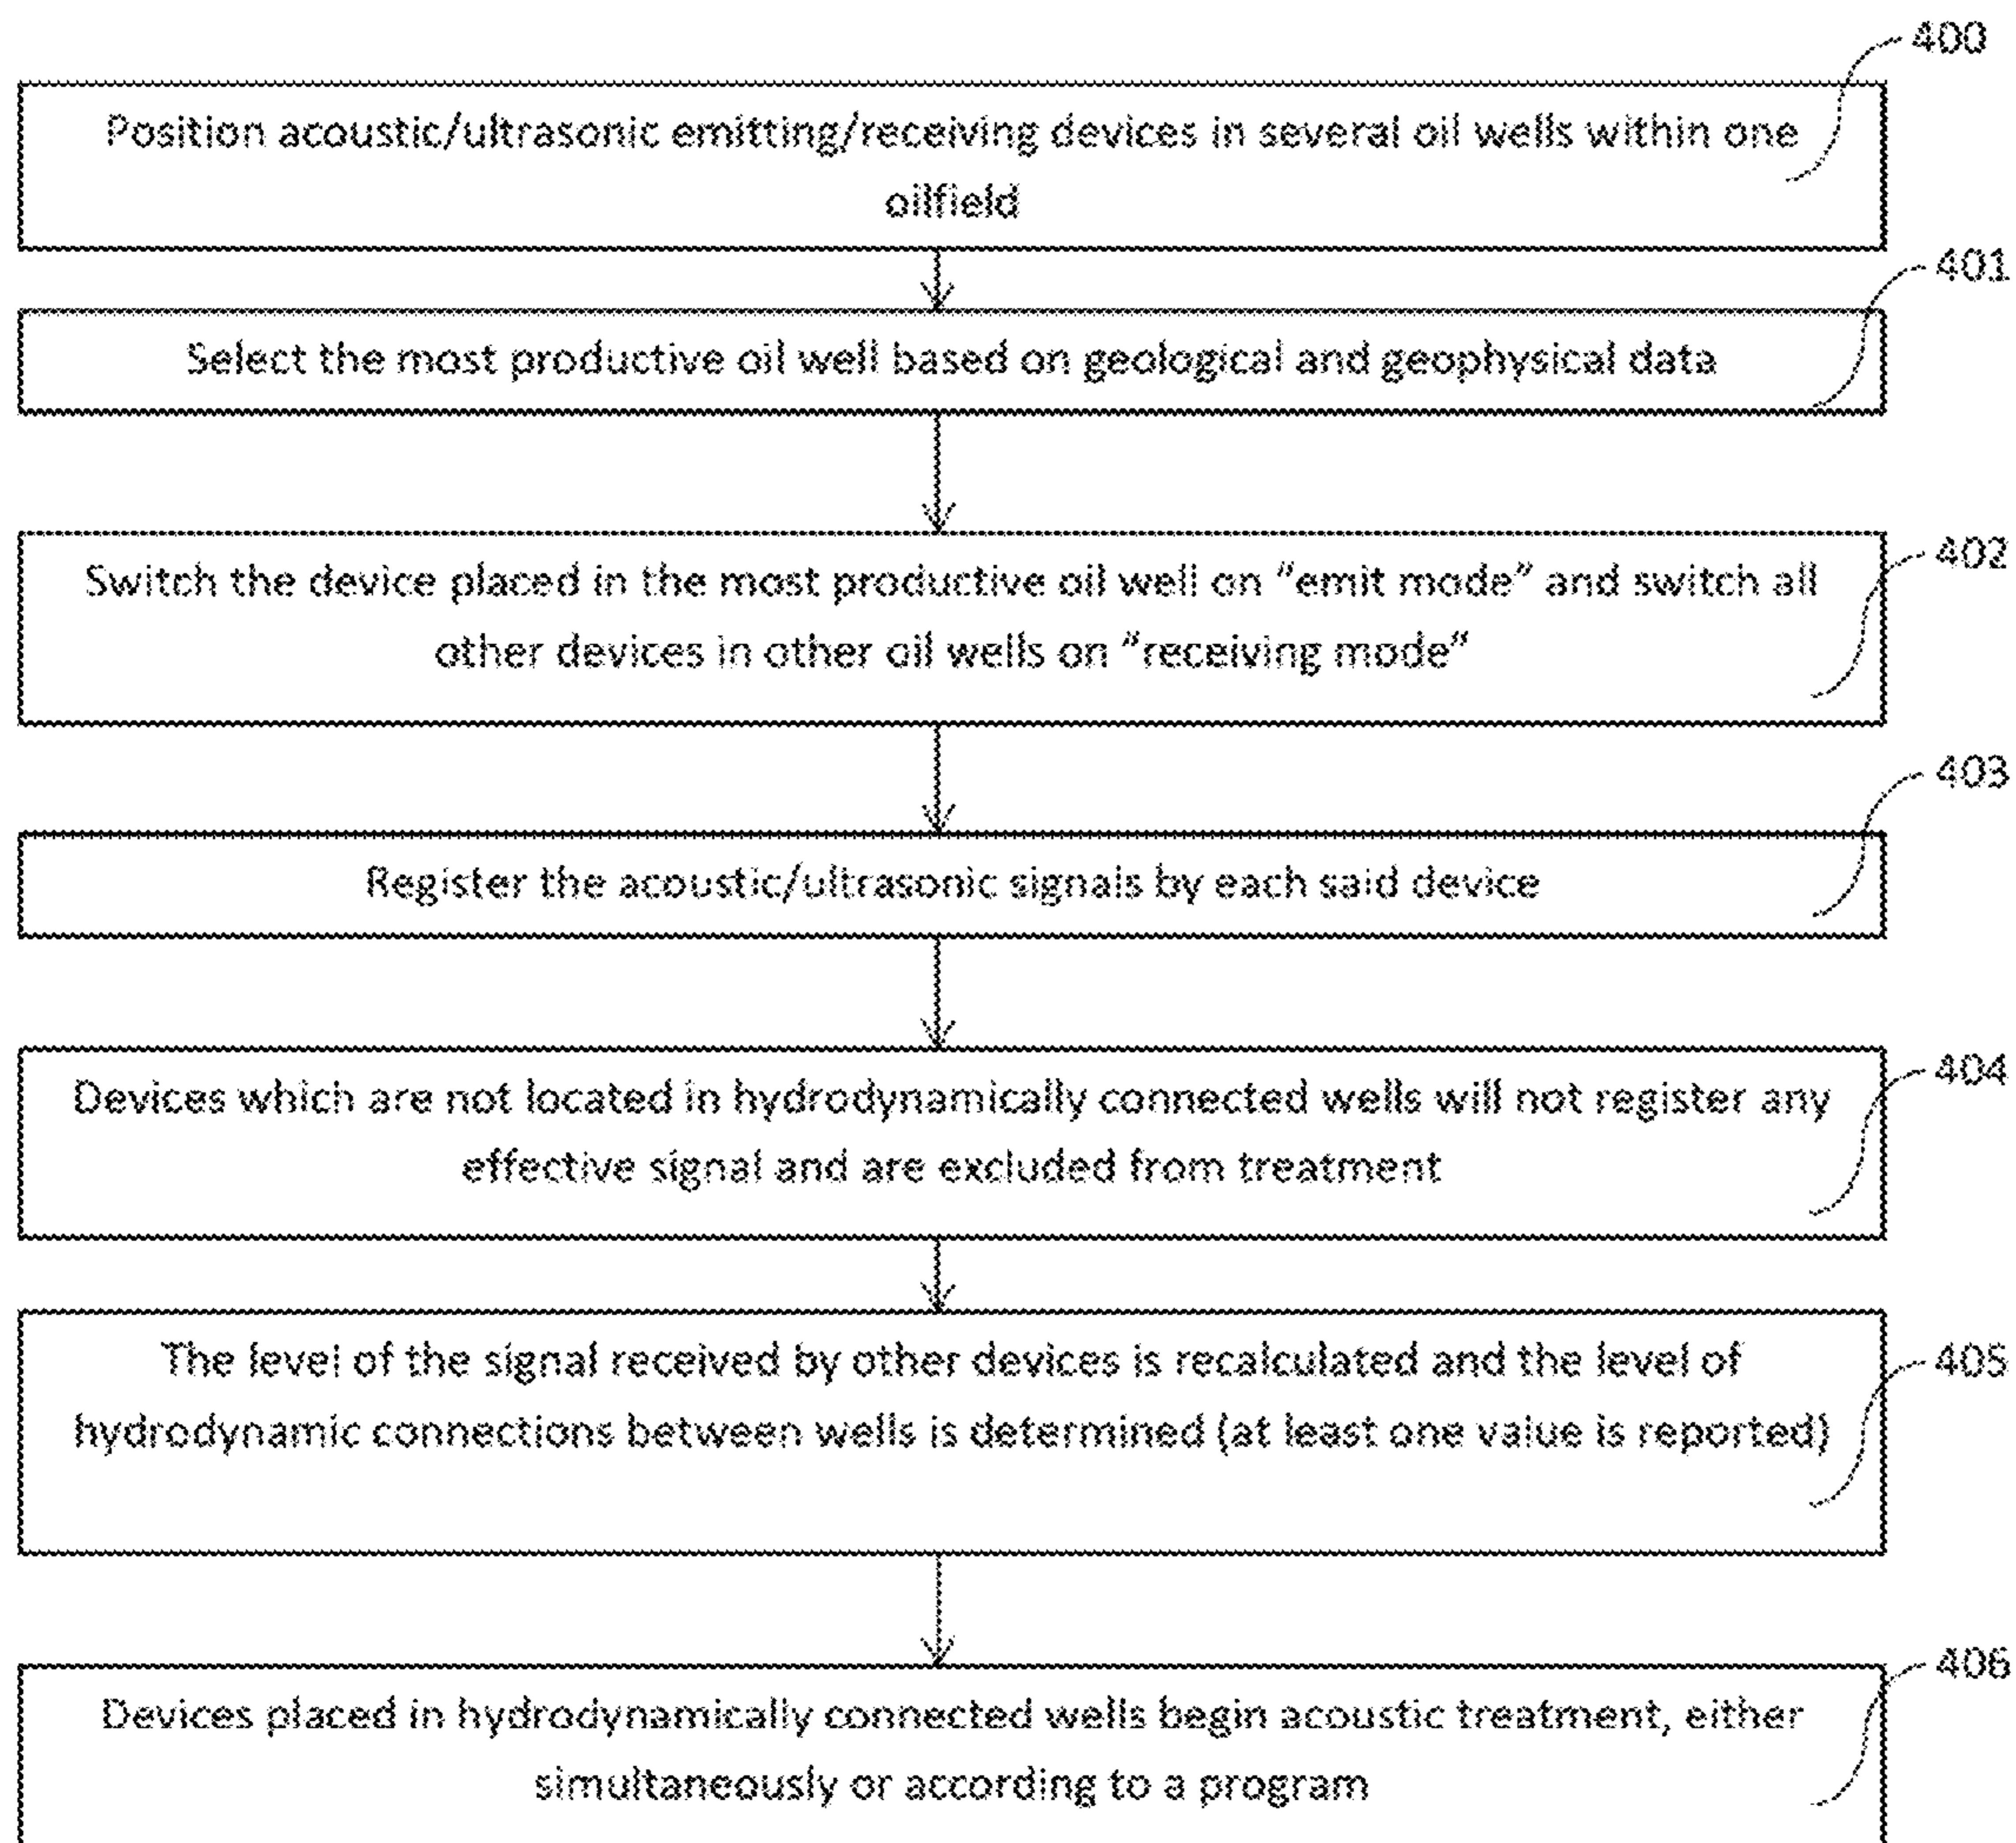 400
Position acoustic/ultrasonic emitting/receiving devices in several oil wells within one
oilfield
401
Select the most productive oil well based on geological and geophysical data
402
Switch the device placed in the most productive oil well on "emit mode" and switch all
other devices in other oil wells on "receiving mode"
403
Register the acoustic/ultrasonic signals by each said device
404
Devices which are not located in hydrodynamically connected wells will not register any
effective signal and are excluded from treatment
405
The level of the signal received by other devices is recalculated and the level of
hydrodynamic connections between wells is determined (at least one value is reported)
406
Devices placed in hydrodynamically connected wells begin acoustic treatment, either
simultaneously or according to a program